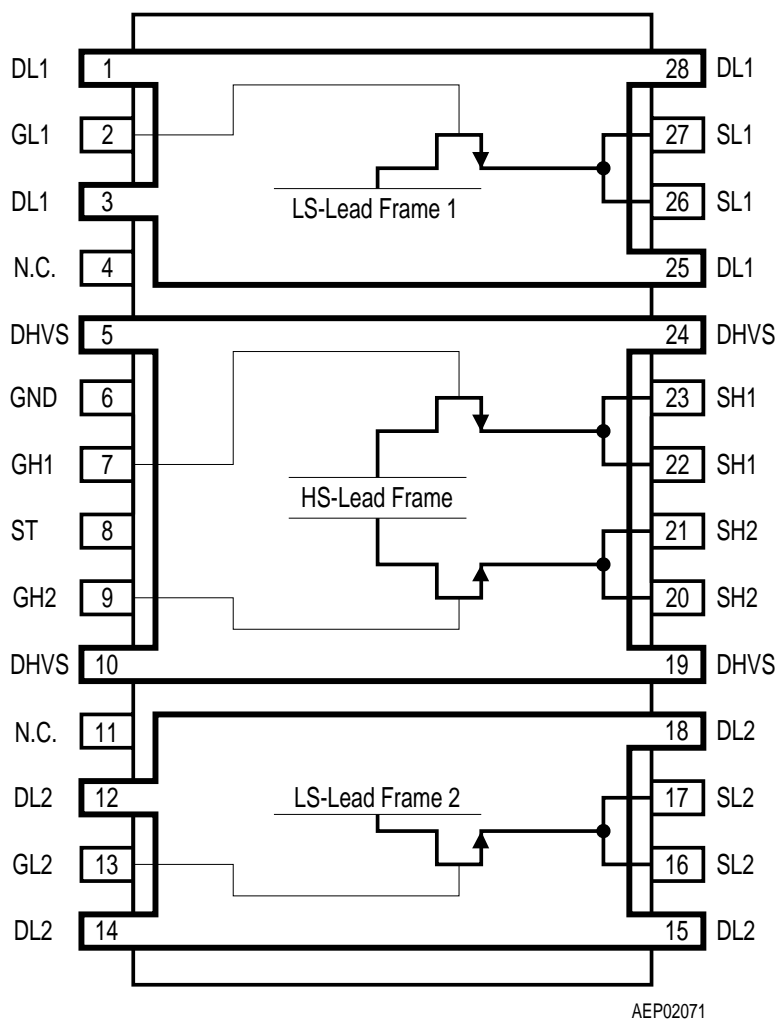 DL1 1 28 DL1
GL1 2 27 SL1
DL1 3 26 SL1
LS-Lead Frame 1
N.C. 4 25 DL1
DHVS 5 24 DHVS
GND 6 23 SH1
GH1 7 22 SH1
HS-Lead Frame
ST 8 21 SH2
GH2 9 20 SH2
DHVS 10 19 DHVS
N.C. 11 18 DL2
DL2 12 17 SL2
LS-Lead Frame 2
GL2 13 16 SL2
DL2 14 15 DL2
AEP02071